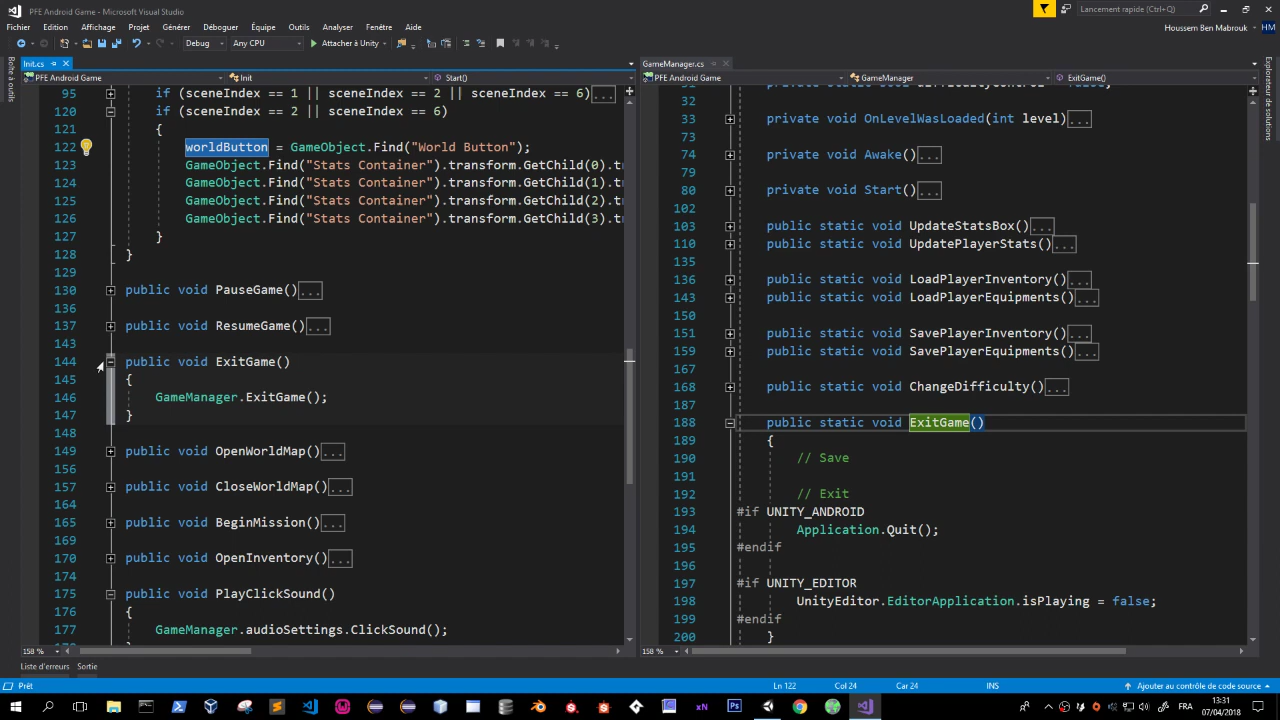 PFE Android Game - Microsoft Visual Studio
Lancement rapide (Ctrl+Q)
Fichier Edition Affichage Projet Générer Déboguer Équipe Outils Analyser Fenêtre Aide
Houssem Ben Mabrouk HM
Debug Any CPU Attacher à Unity
Boîte à outils
Init.cs
PFE Android Game Init Start()
95 if (sceneIndex == 1 || sceneIndex == 2 || sceneIndex == 6)...
120 if (sceneIndex == 2 || sceneIndex == 6)
121 {
122 worldButton = GameObject.Find("World Button");
123 GameObject.Find("Stats Container").transform.GetChild(0).t
124 GameObject.Find("Stats Container").transform.GetChild(1).t
125 GameObject.Find("Stats Container").transform.GetChild(2).t
126 GameObject.Find("Stats Container").transform.GetChild(3).t
127 }
128 }
129
130 public void PauseGame()...
136
137 public void ResumeGame()...
143
144 public void ExitGame()
145 {
146 GameManager.ExitGame();
147 }
148
149 public void OpenWorldMap()...
156
157 public void CloseWorldMap()...
164
165 public void BeginMission()...
169
170 public void OpenInventory()...
174
175 public void PlayClickSound()
176 {
177 GameManager.audioSettings.ClickSound();
158 %
GameManager.cs
PFE Android Game GameManager ExitGame()
32
33 private void OnLevelWasLoaded(int level)...
73
74 private void Awake()...
79
80 private void Start()...
102
103 public static void UpdateStatsBox()...
110 public static void UpdatePlayerStats()...
135
136 public static void LoadPlayerInventory()...
143 public static void LoadPlayerEquipments()...
150
151 public static void SavePlayerInventory()...
159 public static void SavePlayerEquipments()...
167
168 public static void ChangeDifficulty()...
187
188 public static void ExitGame()
189 {
190 // Save
191
192 // Exit
193 #if UNITY_ANDROID
194 Application.Quit();
195 #endif
196
197 #if UNITY_EDITOR
198 UnityEditor.EditorApplication.isPlaying = false;
199 #endif
200 }
158 %
Explorateur de solutions
Liste d'erreurs Sortie
Prêt Ln 122 Col 24 Car 24 INS Ajouter au contrôle de code source
FRA 13:31
07/04/2018